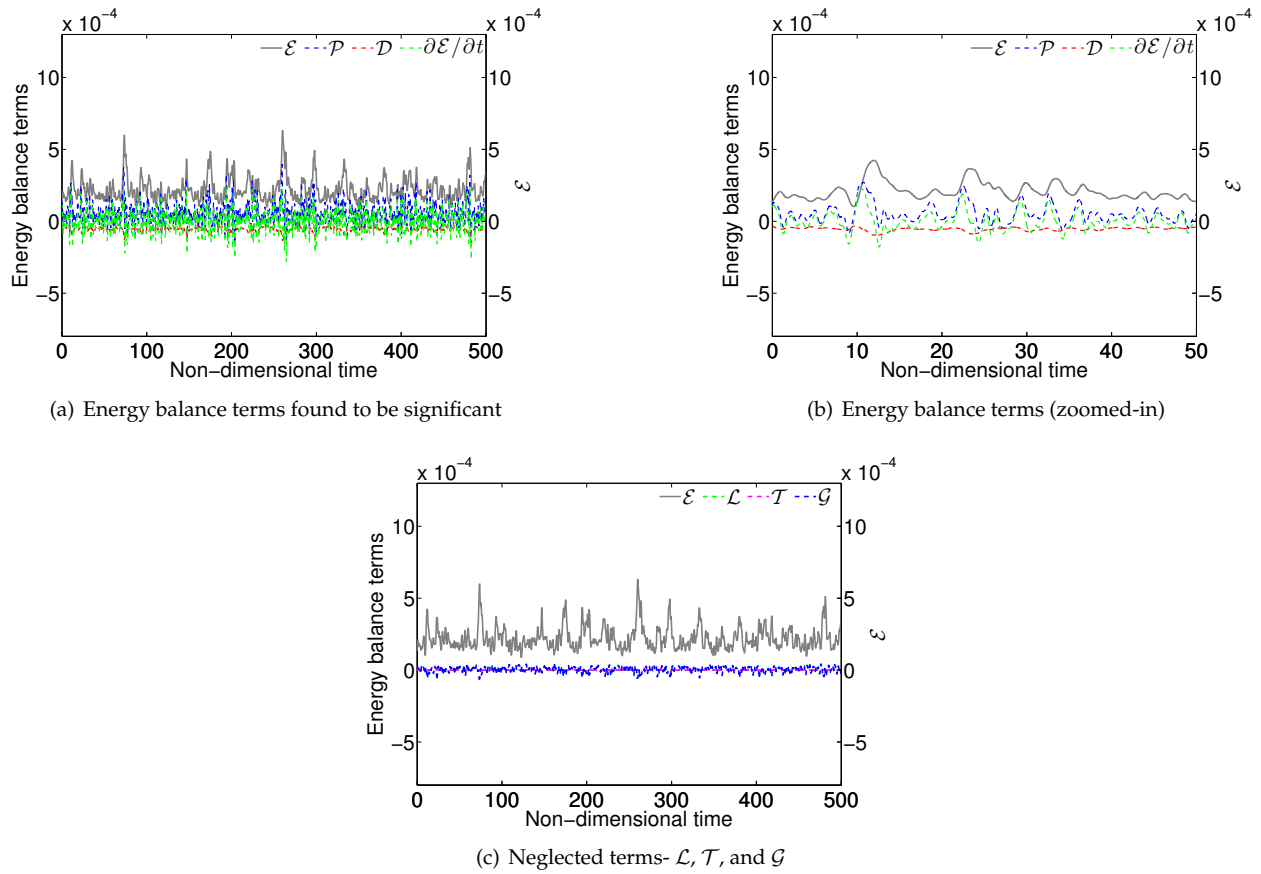 x 10⁻⁴ x 10⁻⁴
ℰ 𝒫 𝒟 ∂ℰ/∂t
10 10
5 5
0 0
−5 −5
Energy balance terms
ℰ
0 100 200 300 400 500
Non−dimensional time
(a) Energy balance terms found to be significant
x 10⁻⁴ x 10⁻⁴
ℰ 𝒫 𝒟 ∂ℰ/∂t
10 10
5 5
0 0
−5 −5
Energy balance terms
ℰ
0 10 20 30 40 50
Non−dimensional time
(b) Energy balance terms (zoomed-in)
x 10⁻⁴ x 10⁻⁴
ℰ ℒ 𝒯 𝒢
10 10
5 5
0 0
−5 −5
Energy balance terms
ℰ
0 100 200 300 400 500
Non−dimensional time
(c) Neglected terms- ℒ, 𝒯, and 𝒢